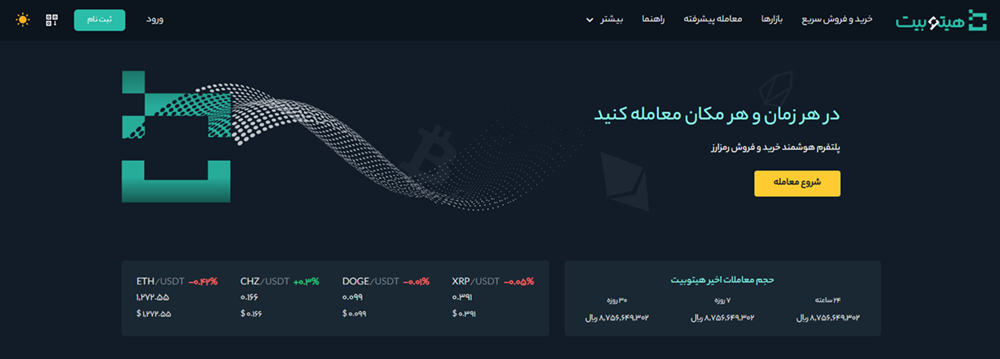 هیتوبیت
خرید و فروش سریع
بازارها
معامله پیشرفته
راهنما
بیشتر
ورود
ثبت نام
در هر زمان و هر مکان معامله کنید
پلتفرم هوشمند خرید و فروش رمزارز
شروع معامله
حجم معاملات اخیر هیتوبیت
۲۴ ساعته
۷ روزه
۳۰ روزه
۸,۷۵۶,۶۴۹,۳۰۲ ریال
۸,۷۵۶,۶۴۹,۳۰۲ ریال
۸,۷۵۶,۶۴۹,۳۰۲ ریال
ETH/USDT -۰.۴۲%
۱,۲۷۲.۵۵
$ ۱,۲۷۲.۵۵
CHZ/USDT +۰.۳%
۰.۱۶۶
$ ۰.۱۶۶
DOGE/USDT -۰.۰۱%
۰.۰۹۹
$ ۰.۰۹۹
XRP/USDT -۰.۰۵%
۰.۳۹۱
$ ۰.۳۹۱